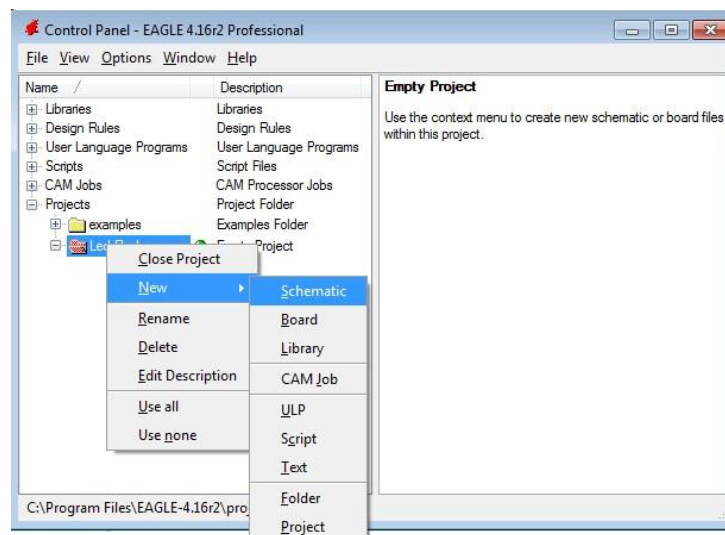 Control Panel - EAGLE 4.16r2 Professional
File View Options Window Help
Name / Description
Libraries Libraries
Design Rules Design Rules
User Language Programs User Language Programs
Scripts Script Files
CAM Jobs CAM Processor Jobs
Projects Project Folder
examples Examples Folder
Project
Close Project
New
Rename
Delete
Edit Description
Use all
Use none
Schematic
Board
Library
CAM Job
ULP
Script
Text
Folder
Project
Empty Project
Use the context menu to create new schematic or board files
within this project.
C:\Program Files\EAGLE-4.16r2\pro